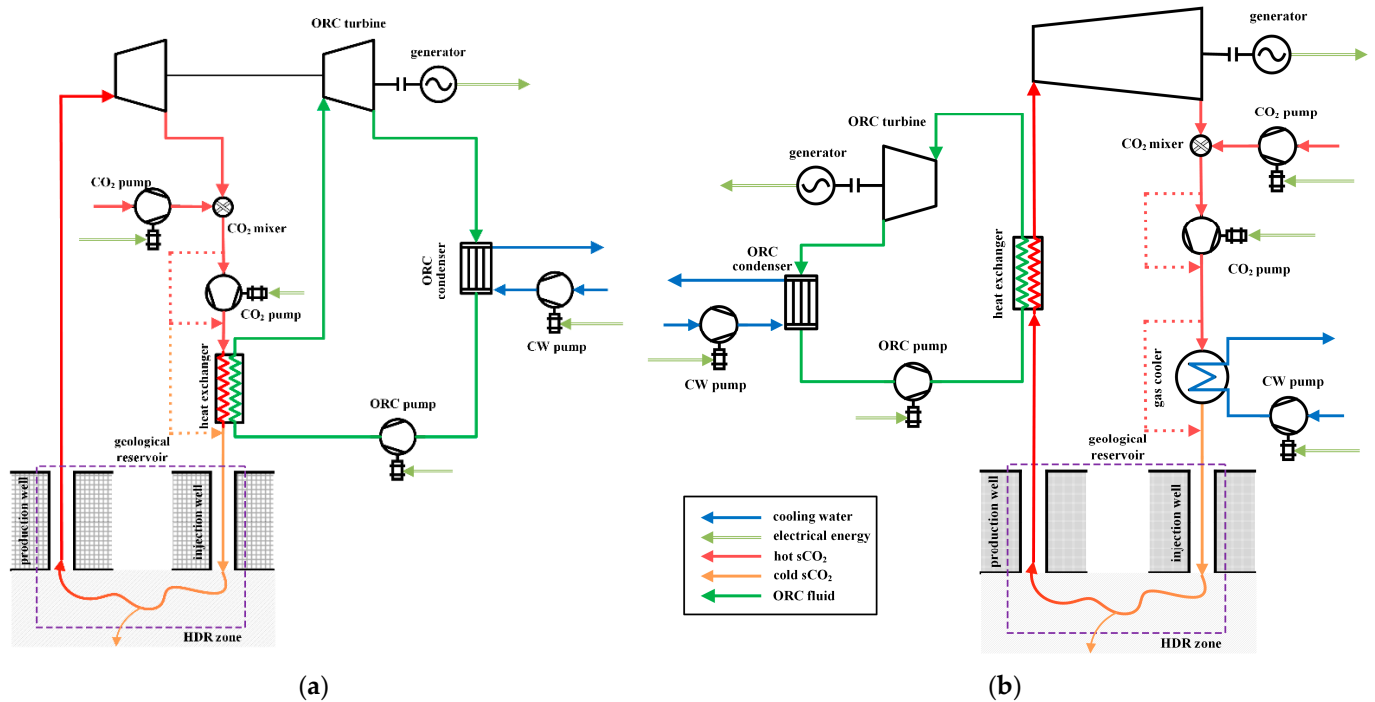 ORC turbine
generator
CO₂ pump
CO₂ mixer
CO₂ pump
ORC
condenser
CW pump
heat exchanger
ORC pump
geological
reservoir
production well
injection well
HDR zone
(a)
generator
CO₂ pump
ORC turbine
CO₂ mixer
generator
CO₂ pump
ORC
condenser
heat exchanger
CW pump
ORC pump
gas cooler
CW pump
geological
reservoir
production well
injection well
HDR zone
cooling water
electrical energy
hot sCO₂
cold sCO₂
ORC fluid
(b)